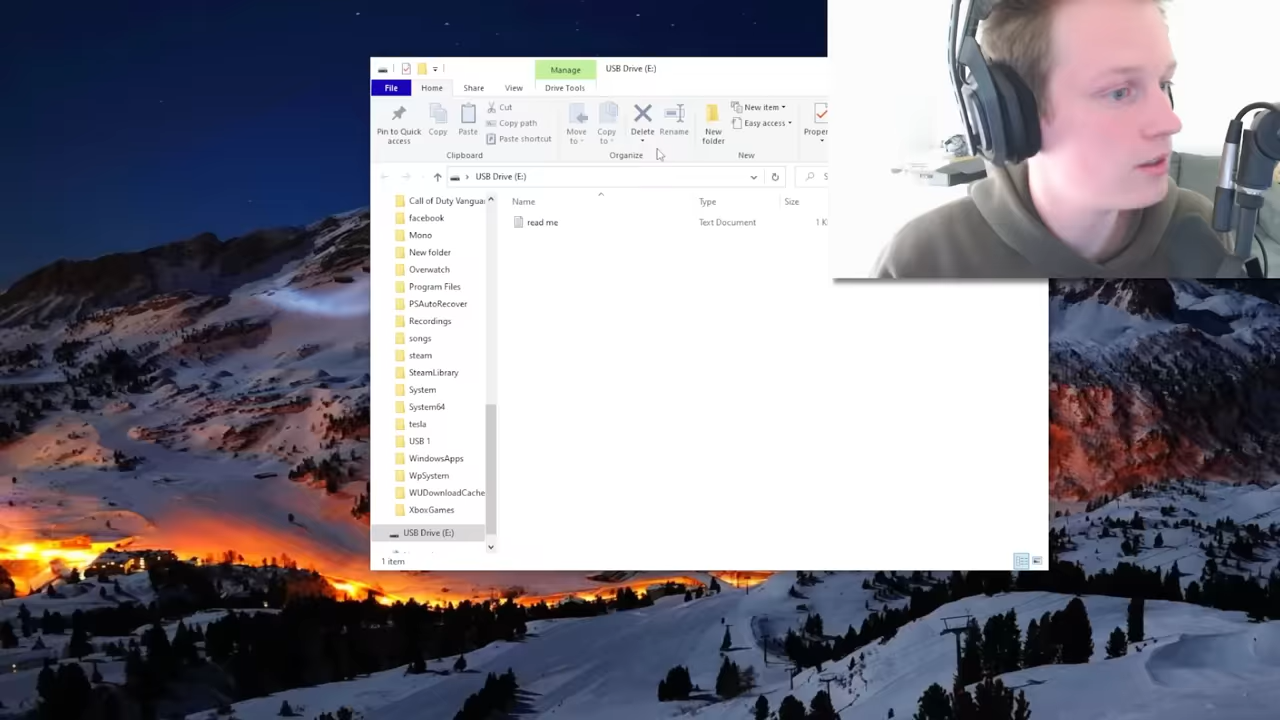 Manage
USB Drive (E:)
File
Home
Share
View
Drive Tools
Pin to Quick access
Copy
Paste
Cut
Copy path
Paste shortcut
Move to
Copy to
Delete
Rename
New folder
New item
Easy access
Proper
Clipboard
Organize
New
USB Drive (E:)
S
Call of Duty Vangua
Name
Type
Size
facebook
read me
Text Document
1 K
Mono
New folder
Overwatch
Program Files
PSAutoRecover
Recordings
songs
steam
SteamLibrary
System
System64
tesla
USB 1
WindowsApps
WpSystem
WUDownloadCache
XboxGames
USB Drive (E:)
1 item